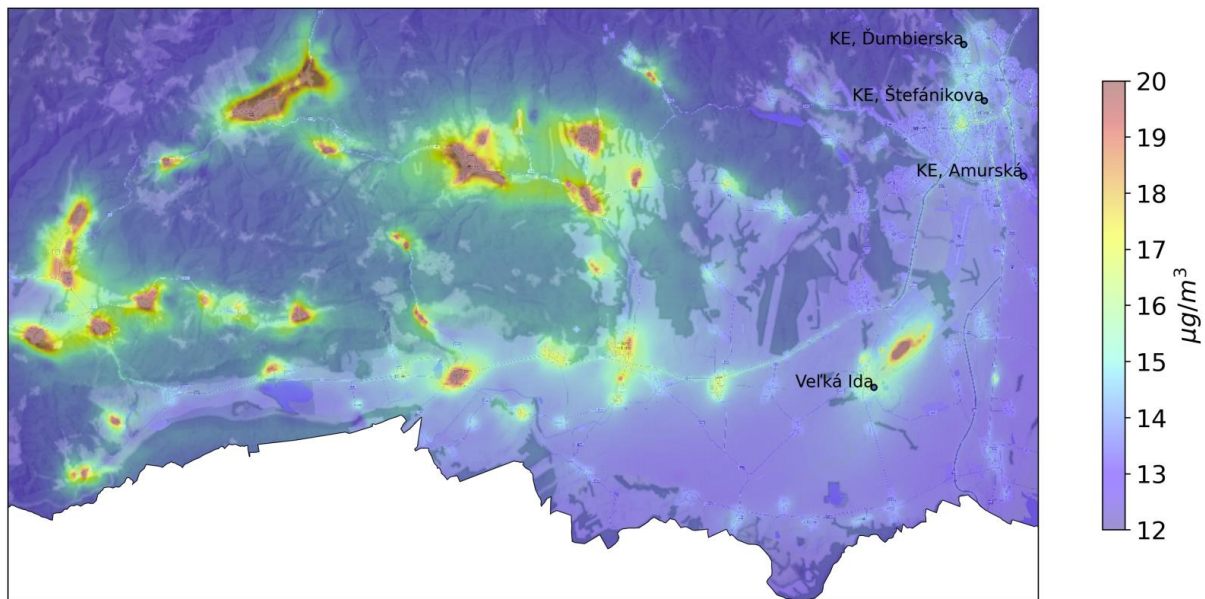 KE, Ďumbierska
KE, Štefánikova
KE, Amurská
Veľká Ida
20
19
18
17
16
15
14
13
12
µg/m³